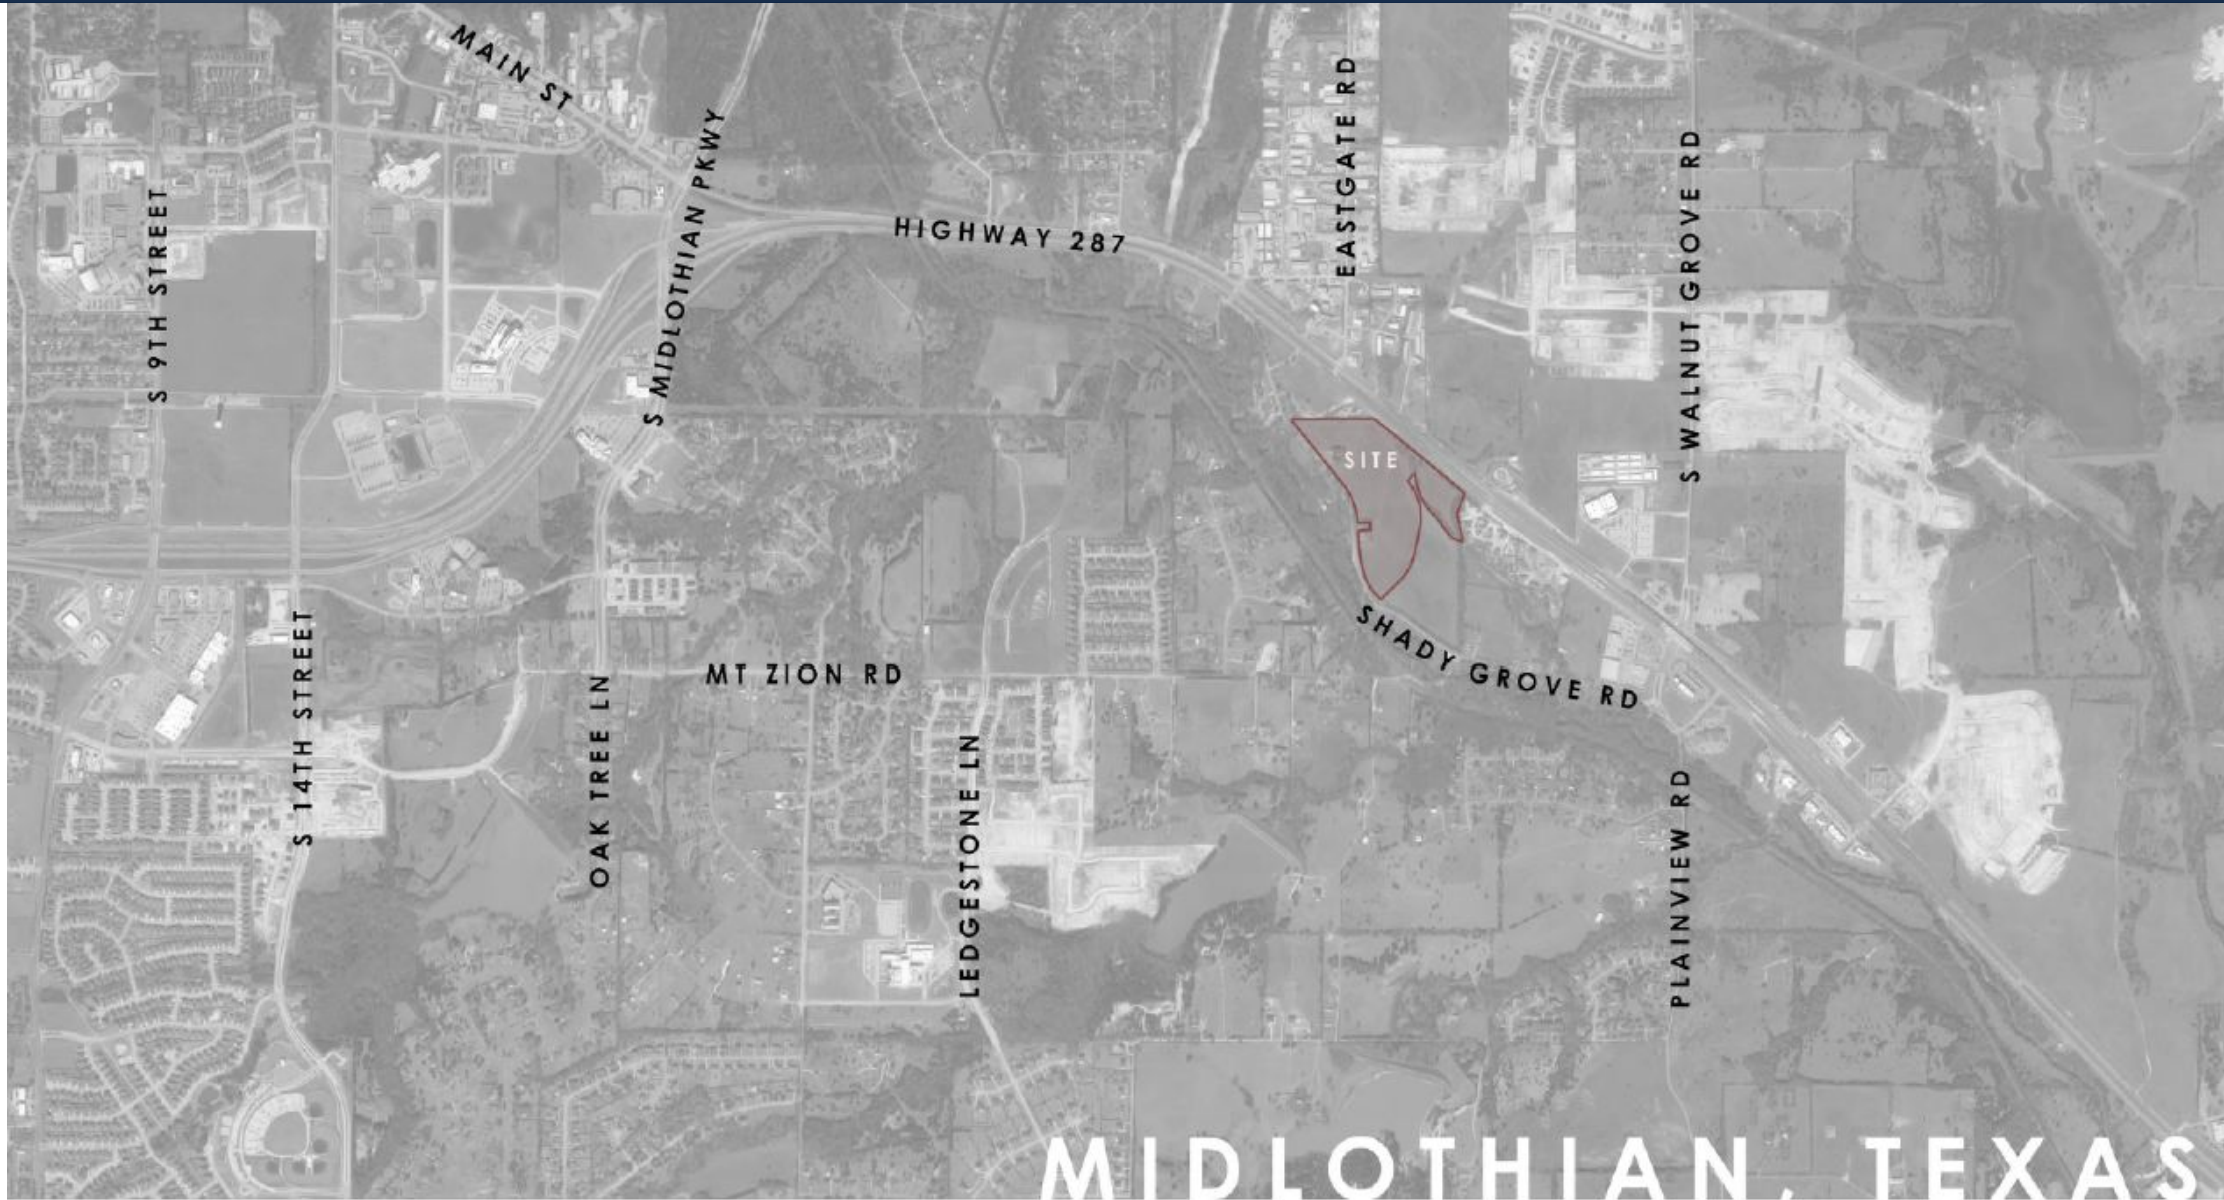 MAIN ST
S MIDLOTHIAN PKWY
HIGHWAY 287
EASTGATE RD
S WALNUT GROVE RD
S 9TH STREET
SITE
SHADY GROVE RD
MT ZION RD
S 14TH STREET
OAK TREE LN
LEDGESTONE LN
PLAINVIEW RD
MIDLOTHIAN, TEXAS